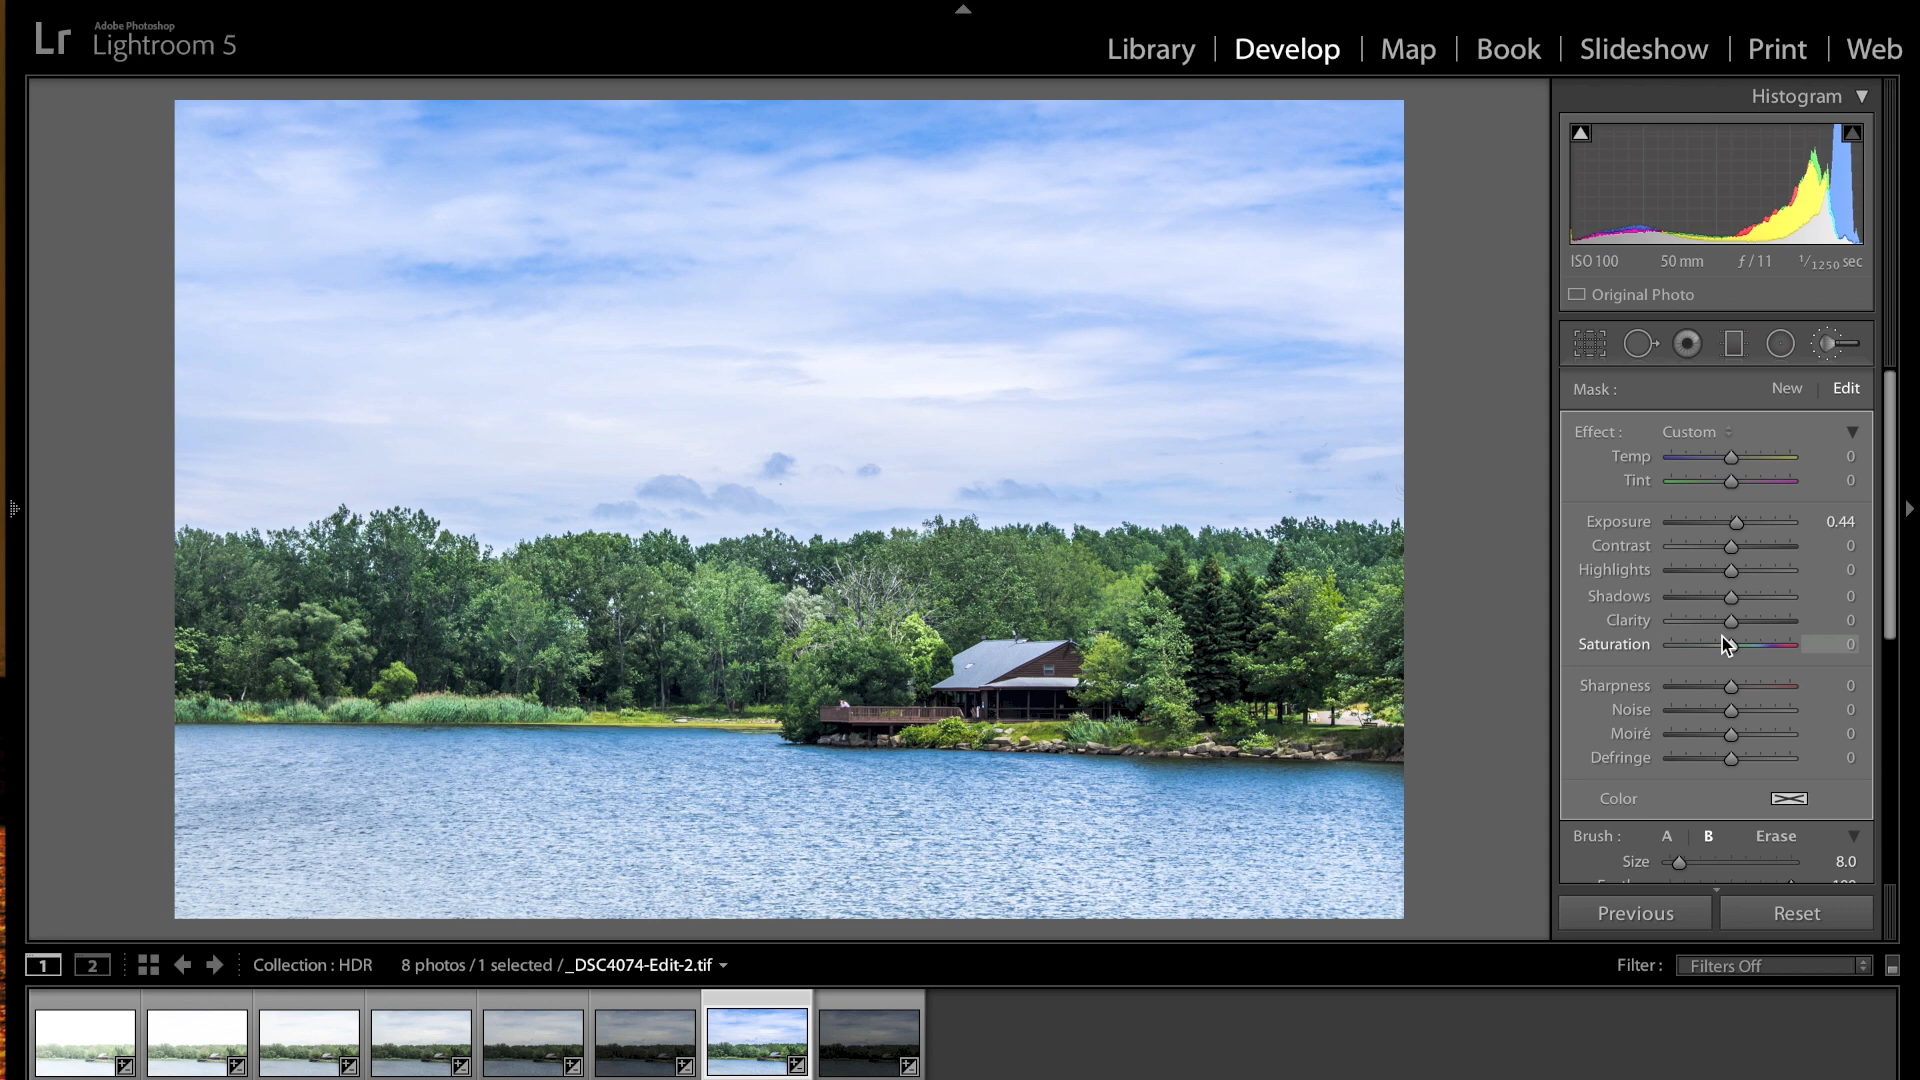 Lr Adobe Photoshop
Lightroom 5
Library | Develop | Map | Book | Slideshow | Print | Web
Histogram
ISO 100 50 mm ƒ / 11 1/1250 sec
Original Photo
Mask : New | Edit
Effect : Custom
Temp 0
Tint 0
Exposure 0.44
Contrast 0
Highlights 0
Shadows 0
Clarity 0
Saturation 0
Sharpness 0
Noise 0
Moiré 0
Defringe 0
Color
Brush : A | B Erase
Size 8.0
Previous Reset
1 2 Collection : HDR 8 photos / 1 selected / _DSC4074-Edit-2.tif Filter : Filters Off